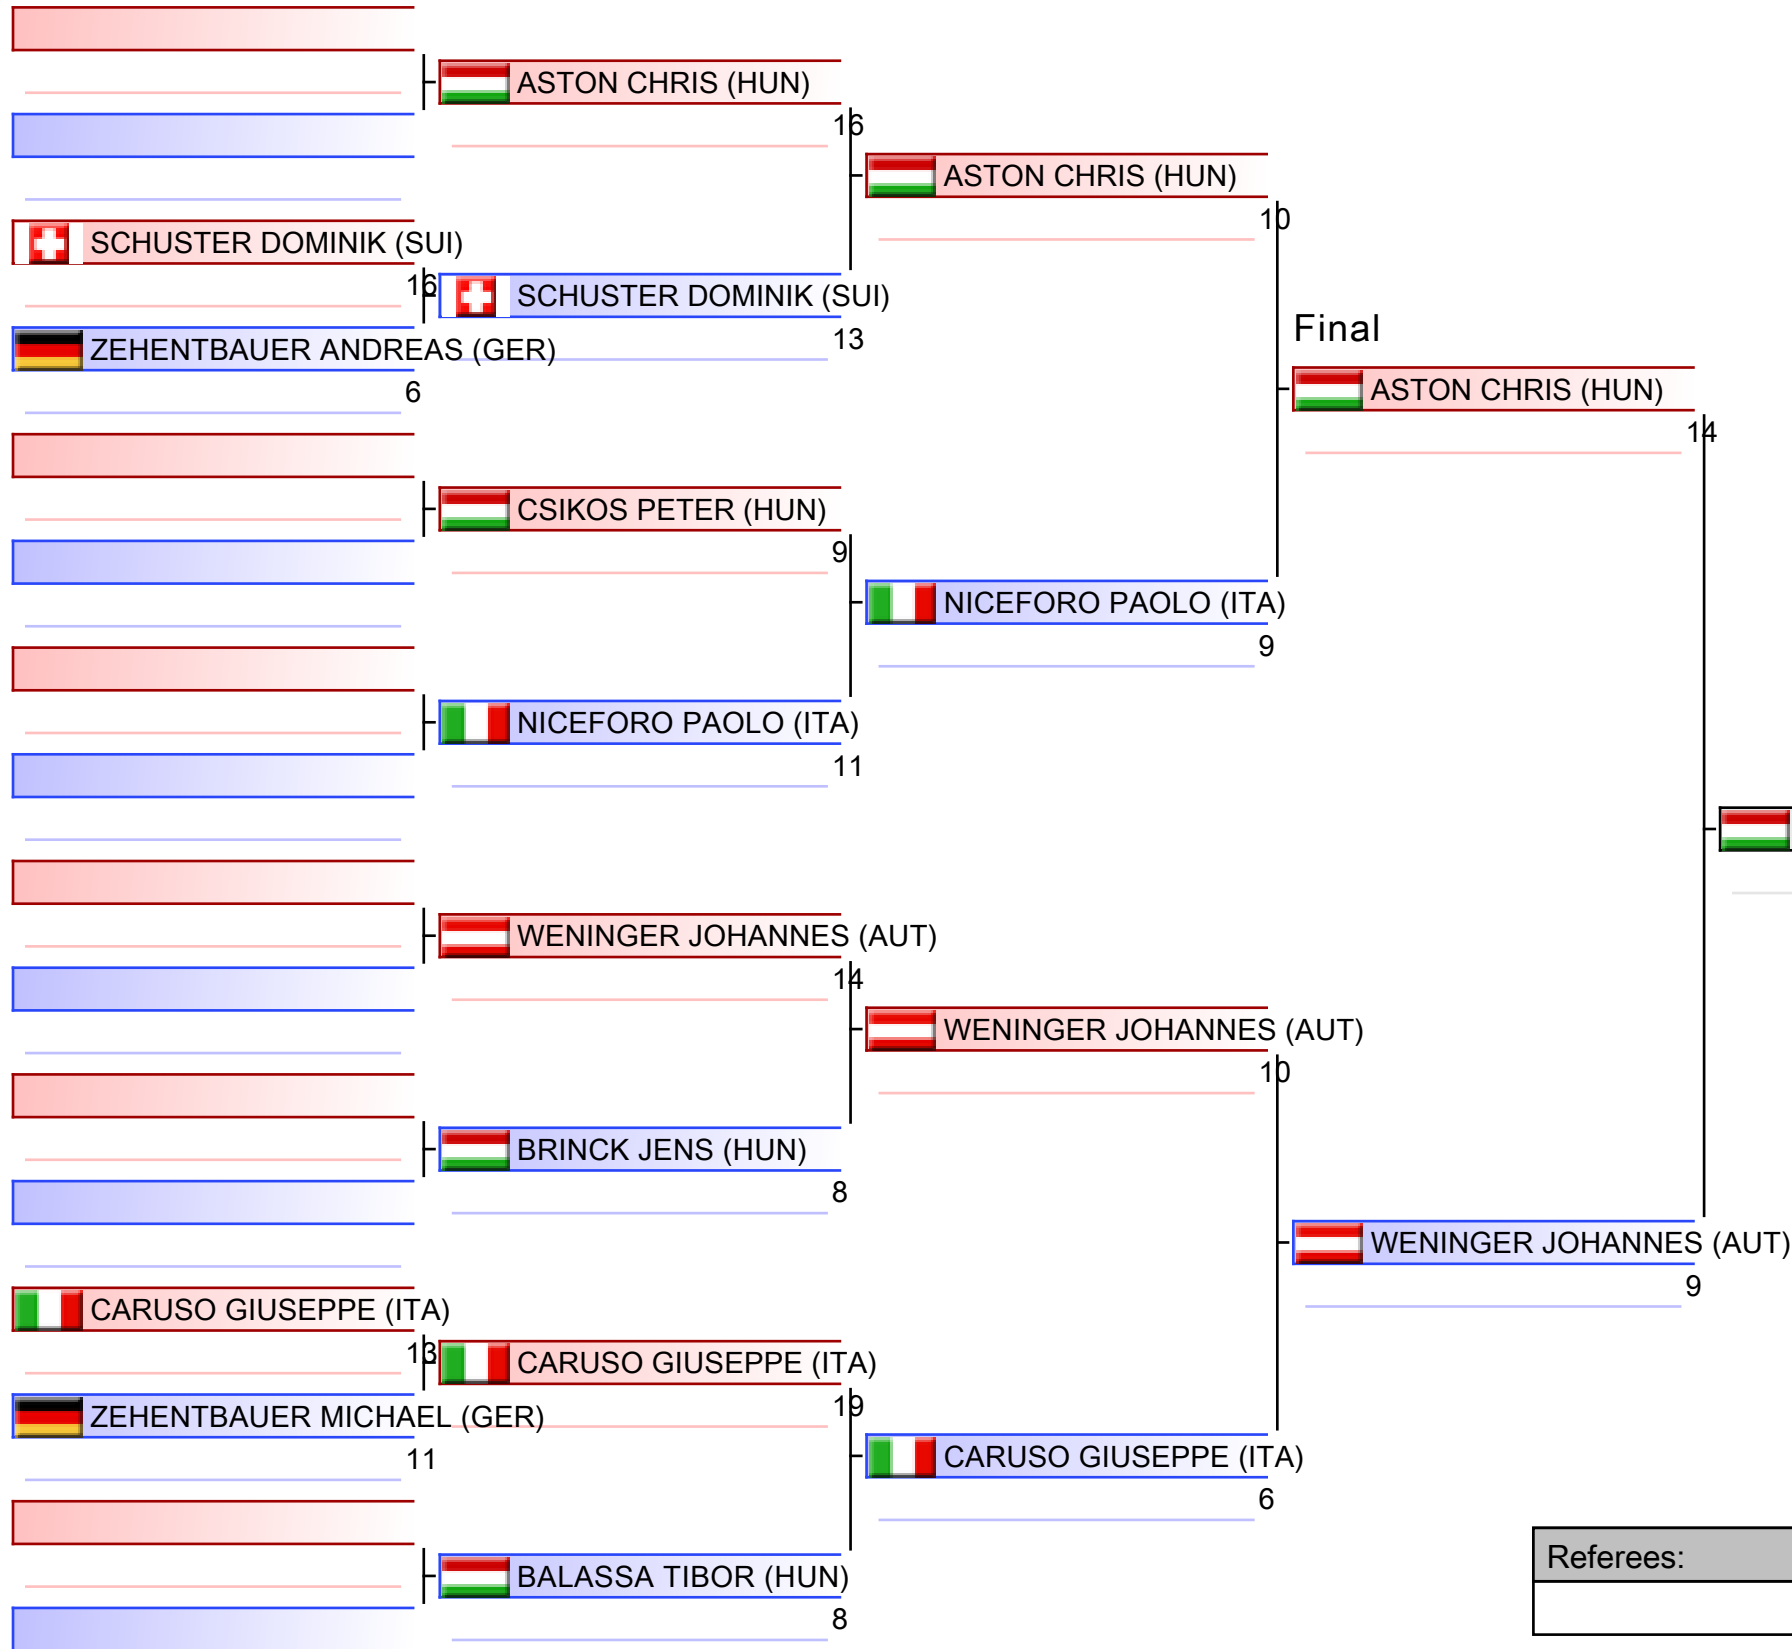 ASTON CHRIS (HUN)
16
ASTON CHRIS (HUN)
10
SCHUSTER DOMINIK (SUI)
16
SCHUSTER DOMINIK (SUI)
13
ZEHENTBAUER ANDREAS (GER)
6
Final
ASTON CHRIS (HUN)
14
CSIKOS PETER (HUN)
9
NICEFORO PAOLO (ITA)
9
NICEFORO PAOLO (ITA)
11
WENINGER JOHANNES (AUT)
14
WENINGER JOHANNES (AUT)
10
BRINCK JENS (HUN)
8
WENINGER JOHANNES (AUT)
9
CARUSO GIUSEPPE (ITA)
13
CARUSO GIUSEPPE (ITA)
19
ZEHENTBAUER MICHAEL (GER)
11
CARUSO GIUSEPPE (ITA)
6
BALASSA TIBOR (HUN)
8
Referees: